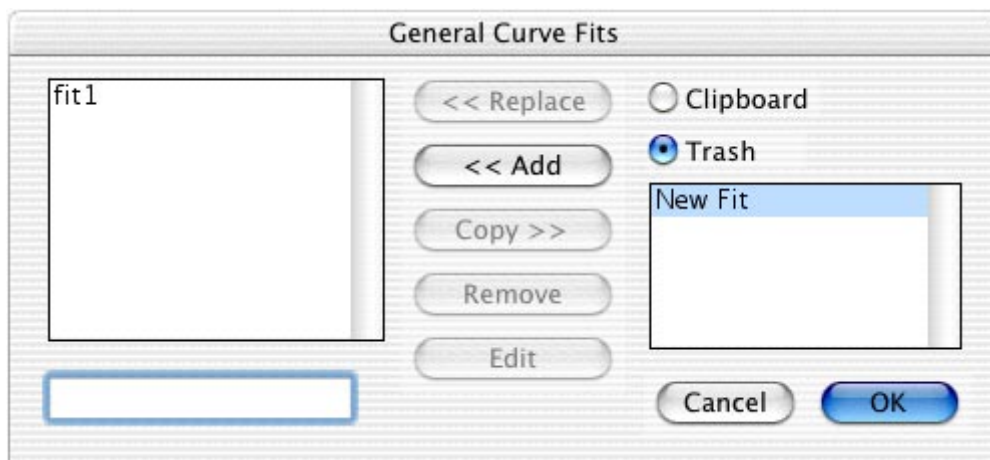 General Curve Fits
fit1
<< Replace
<< Add
Copy >>
Remove
Edit
Clipboard
Trash
New Fit
Cancel
OK